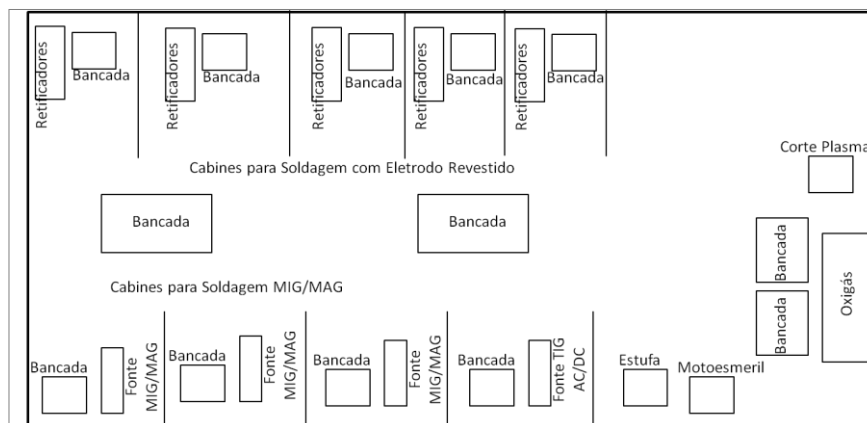 Retificadores
Bancada
Retificadores
Bancada
Retificadores
Bancada
Retificadores
Bancada
Retificadores
Bancada
Cabines para Soldagem com Eletrodo Revestido
Corte Plasma
Bancada
Bancada
Bancada
Bancada
Oxigás
Cabines para Soldagem MIG/MAG
Bancada
Fonte
MIG/MAG
Bancada
Fonte
MIG/MAG
Bancada
Fonte
MIG/MAG
Bancada
Fonte TIG
AC/DC
Estufa
Motoesmeril